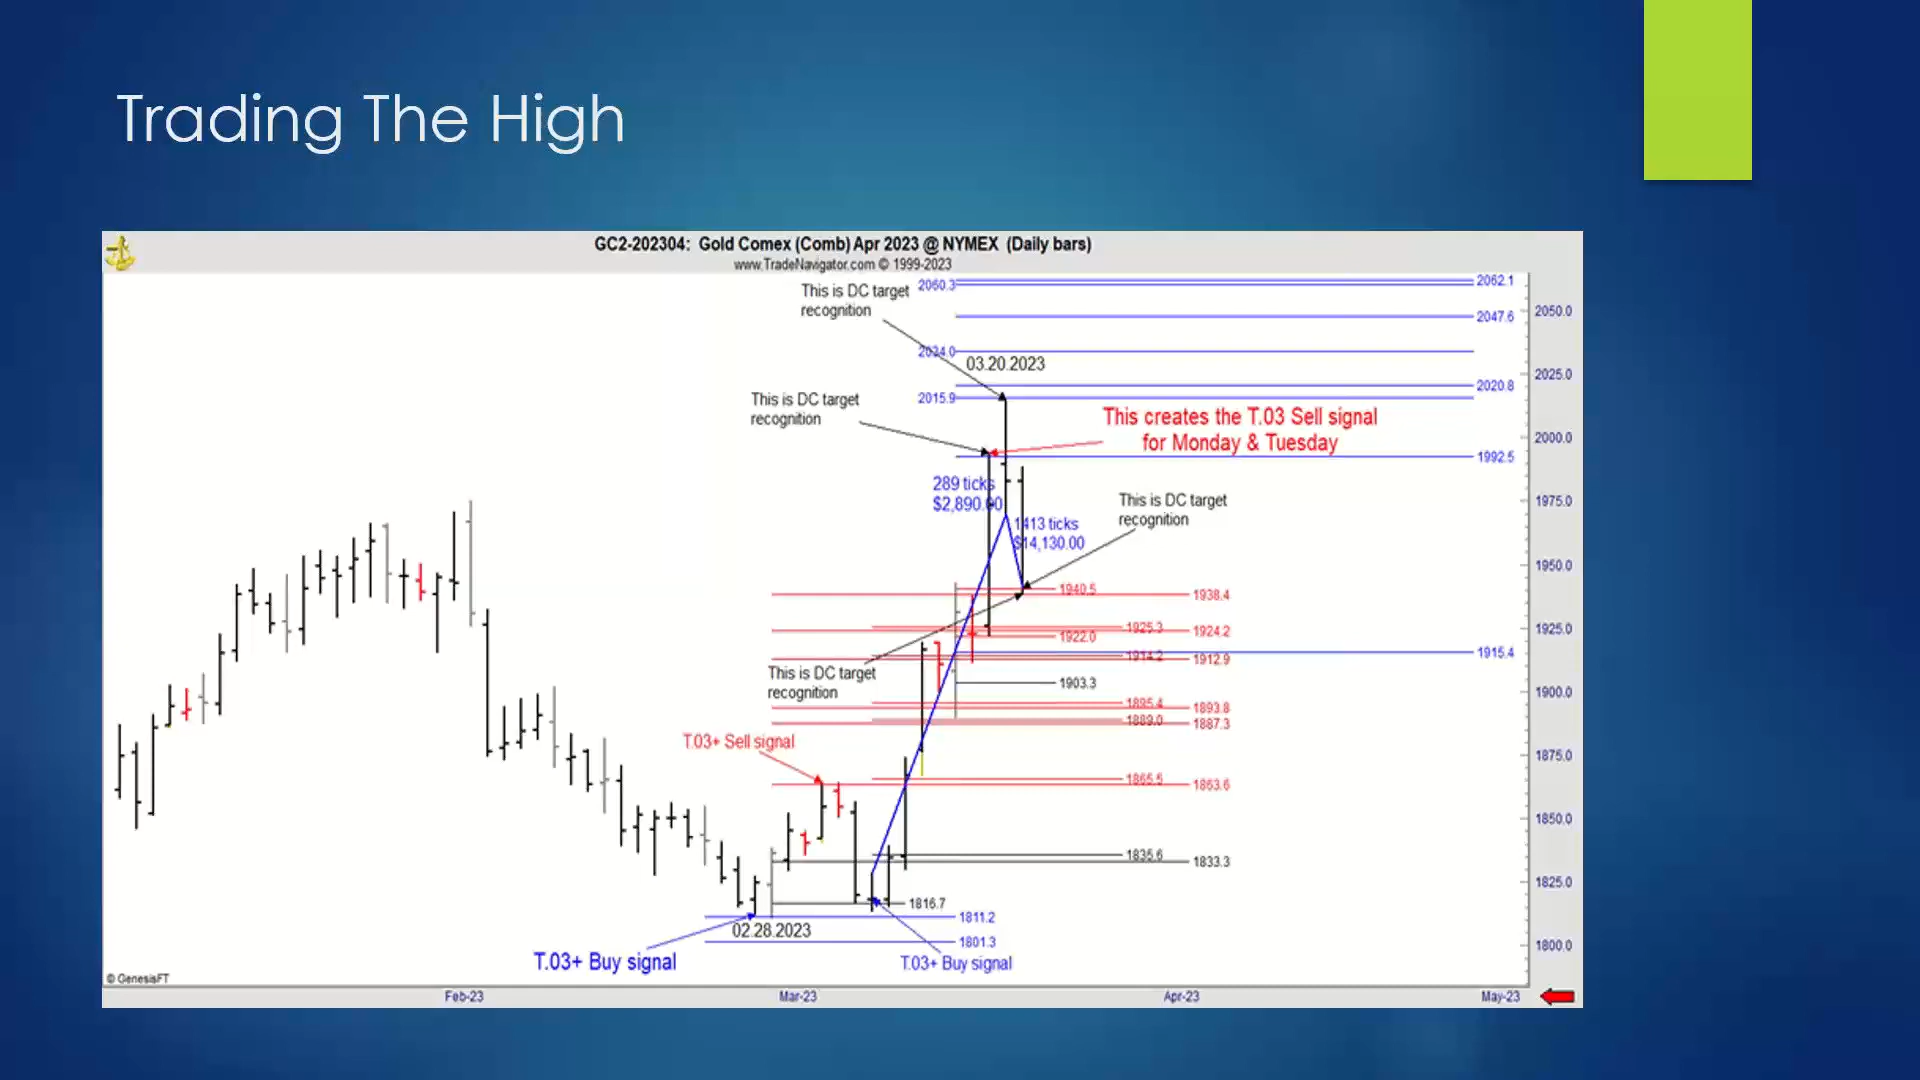 Trading The High
GC2-202304: Gold Comex (Comb) Apr 2023 @ NYMEX (Daily bars)
www.TradeNavigator.com © 1999-2023
This is DC target
recognition
2060.3
2062.1
2050.0
2047.6
2034.0
03.20.2023
2025.0
2020.8
2015.9
This is DC target
recognition
This creates the T.03 Sell signal
for Monday & Tuesday
2000.0
1992.5
289 ticks
$2,890.00
1975.0
This is DC target
recognition
1413 ticks
$14,130.00
1950.0
1940.5
1938.4
1925.3
1924.2
1925.0
1922.0
1914.2
1912.9
1915.4
This is DC target
recognition
1903.3
1900.0
1895.4
1893.8
1889.0
1887.3
T.03+ Sell signal
1875.0
1865.5
1863.6
1850.0
1835.6
1833.3
1825.0
1816.7
1811.2
02.28.2023
1801.3
1800.0
T.03+ Buy signal
T.03+ Buy signal
© GenesisFT
Feb-23
Mar-23
Apr-23
May-23